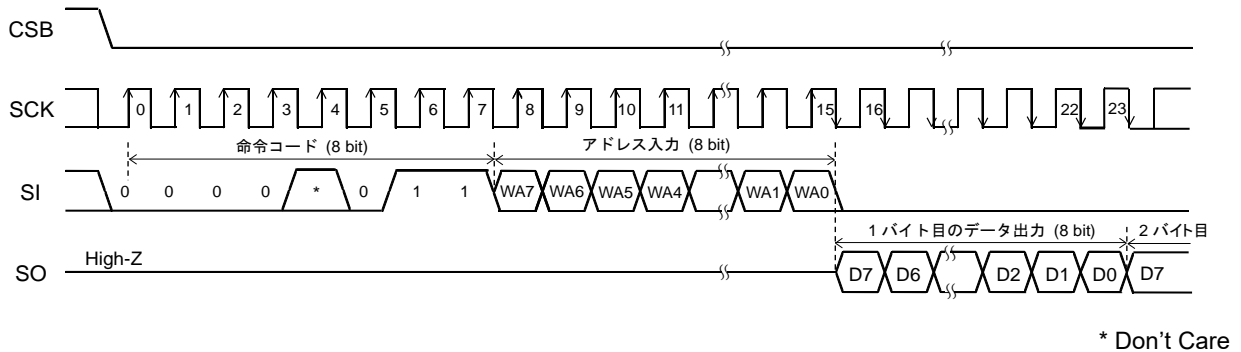 CSB
SCK 0 1 2 3 4 5 6 7 8 9 10 11 15 16 22 23
命令コード (8 bit) アドレス入力 (8 bit)
SI 0 0 0 0 * 0 1 1 WA7 WA6 WA5 WA4 WA1 WA0
1 バイト目のデータ出力 (8 bit) 2 バイト目
High-Z
SO D7 D6 D2 D1 D0 D7
* Don't Care